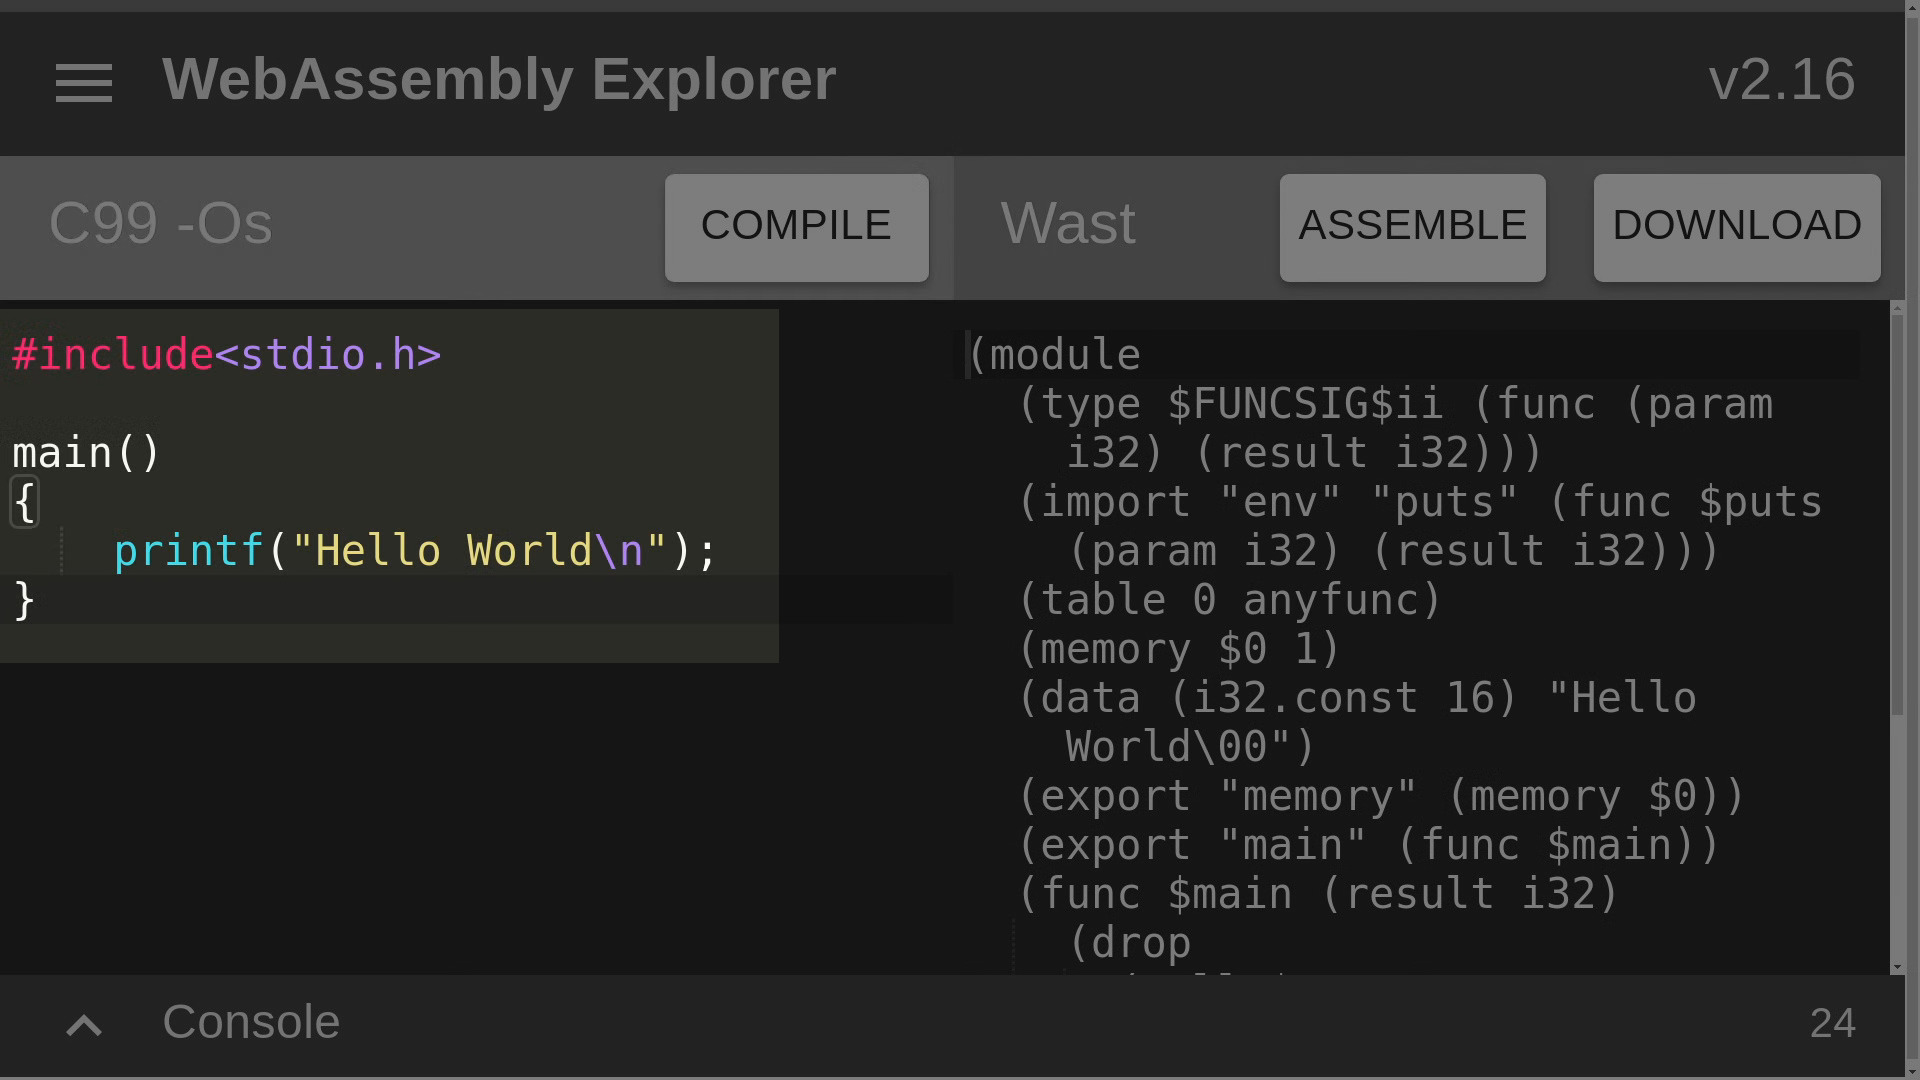 WebAssembly Explorer v2.16
C99 -Os COMPILE Wast ASSEMBLE DOWNLOAD
#include<stdio.h>
main()
{
printf("Hello World\n");
}
(module
(type $FUNCSIG$ii (func (param
i32) (result i32)))
(import "env" "puts" (func $puts
(param i32) (result i32)))
(table 0 anyfunc)
(memory $0 1)
(data (i32.const 16) "Hello
World\00")
(export "memory" (memory $0))
(export "main" (func $main))
(func $main (result i32)
(drop
Console 24